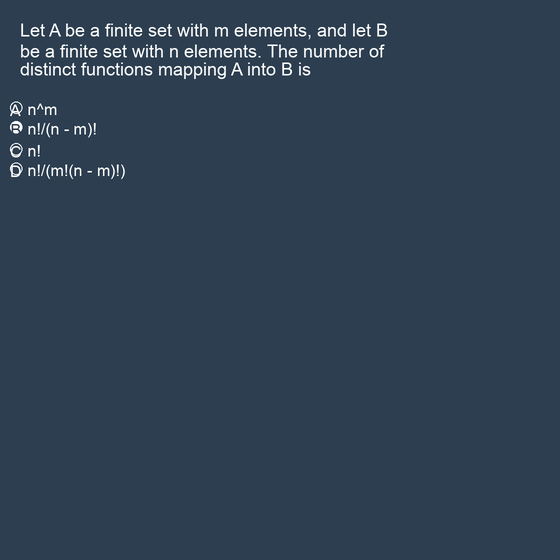 Let A be a finite set with m elements, and let B
be a finite set with n elements. The number of
distinct functions mapping A into B is
A n^m
B n!/(n - m)!
C n!
D n!/(m!(n - m)!)